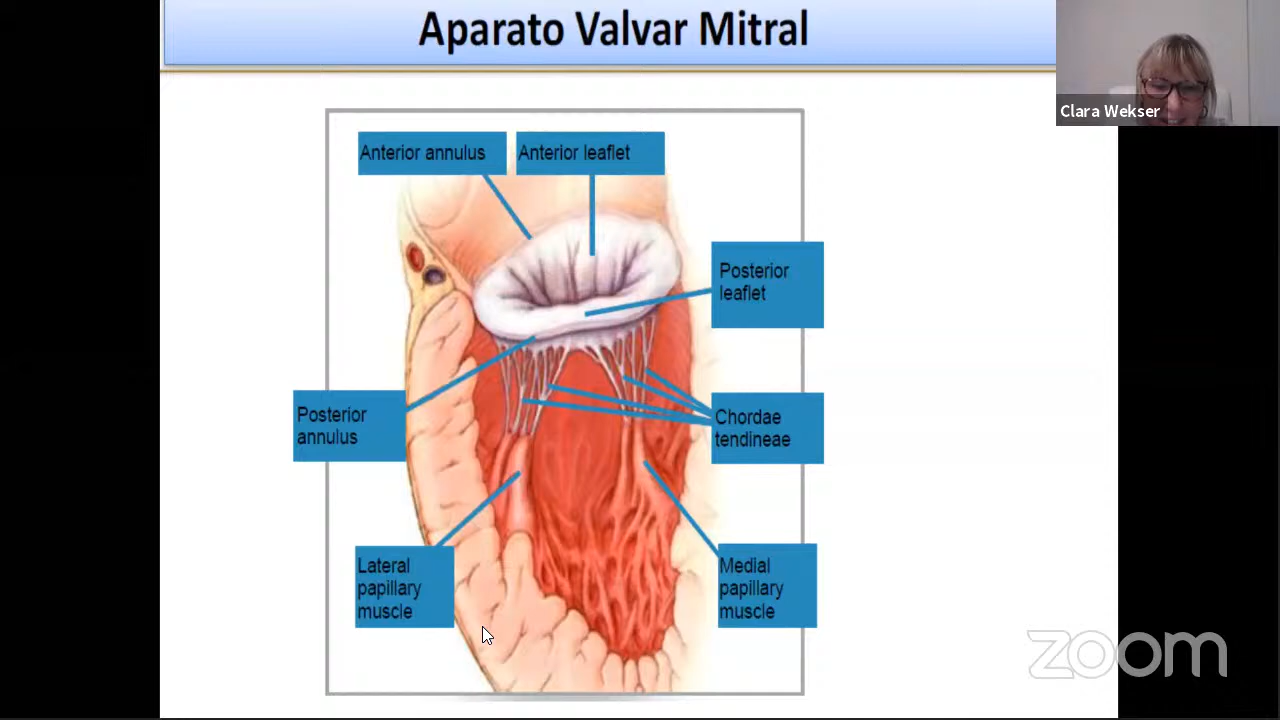 Aparato Valvar Mitral
Clara Wekser
Anterior annulus
Anterior leaflet
Posterior
leaflet
Posterior
annulus
Chordae
tendineae
Lateral
papillary
muscle
Medial
papillary
muscle
zoom